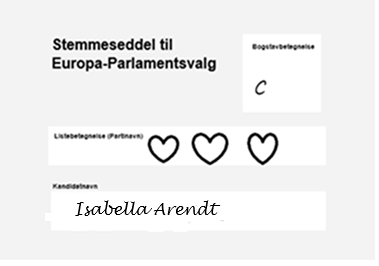 Stemmeseddel til
Europa-Parlamentsvalg
Bogstavbetegnelse
C
Listebetegnelse (Partinavn)
Kandidatnavn
Isabella Arendt